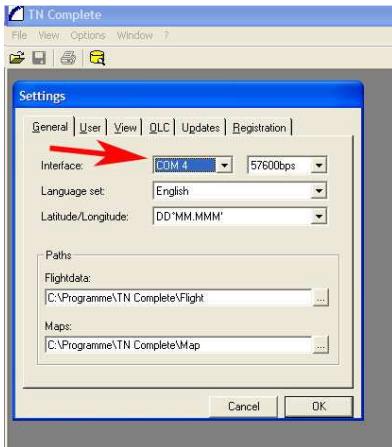 TN Complete
File View Options Window ?
Settings
General User View OLC Updates Registration
Interface: COM 4 57600bps
Language set: English
Latitude/Longitude: DD°MM.MMM'
Paths
Flightdata:
C:\Programme\TN Complete\Flight ...
Maps:
C:\Programme\TN Complete\Map ...
Cancel OK